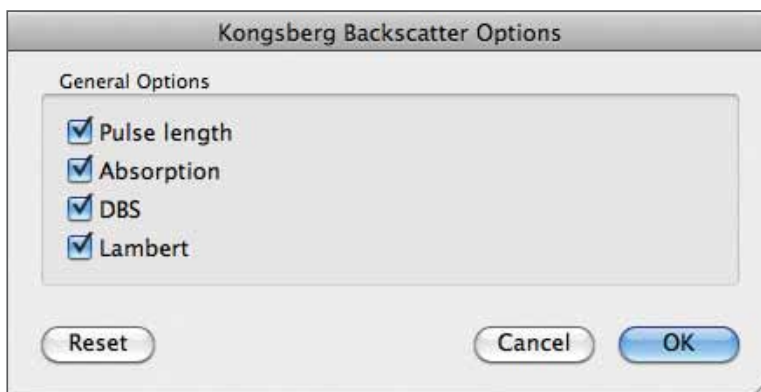 Kongsberg Backscatter Options
General Options
Pulse length
Absorption
DBS
Lambert
Reset
Cancel
OK